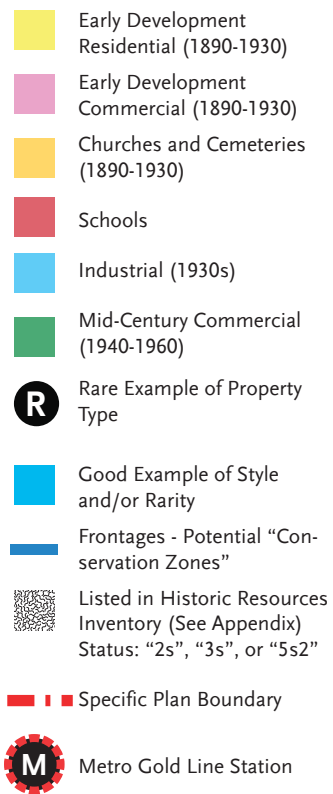 Early Development
Residential (1890-1930)
Early Development
Commercial (1890-1930)
Churches and Cemeteries
(1890-1930)
Schools
Industrial (1930s)
Mid-Century Commercial
(1940-1960)
R
Rare Example of Property
Type
Good Example of Style
and/or Rarity
Frontages - Potential “Con-
servation Zones”
Listed in Historic Resources
Inventory (See Appendix)
Status: “2s”, “3s”, or “5s2”
Specific Plan Boundary
M
Metro Gold Line Station